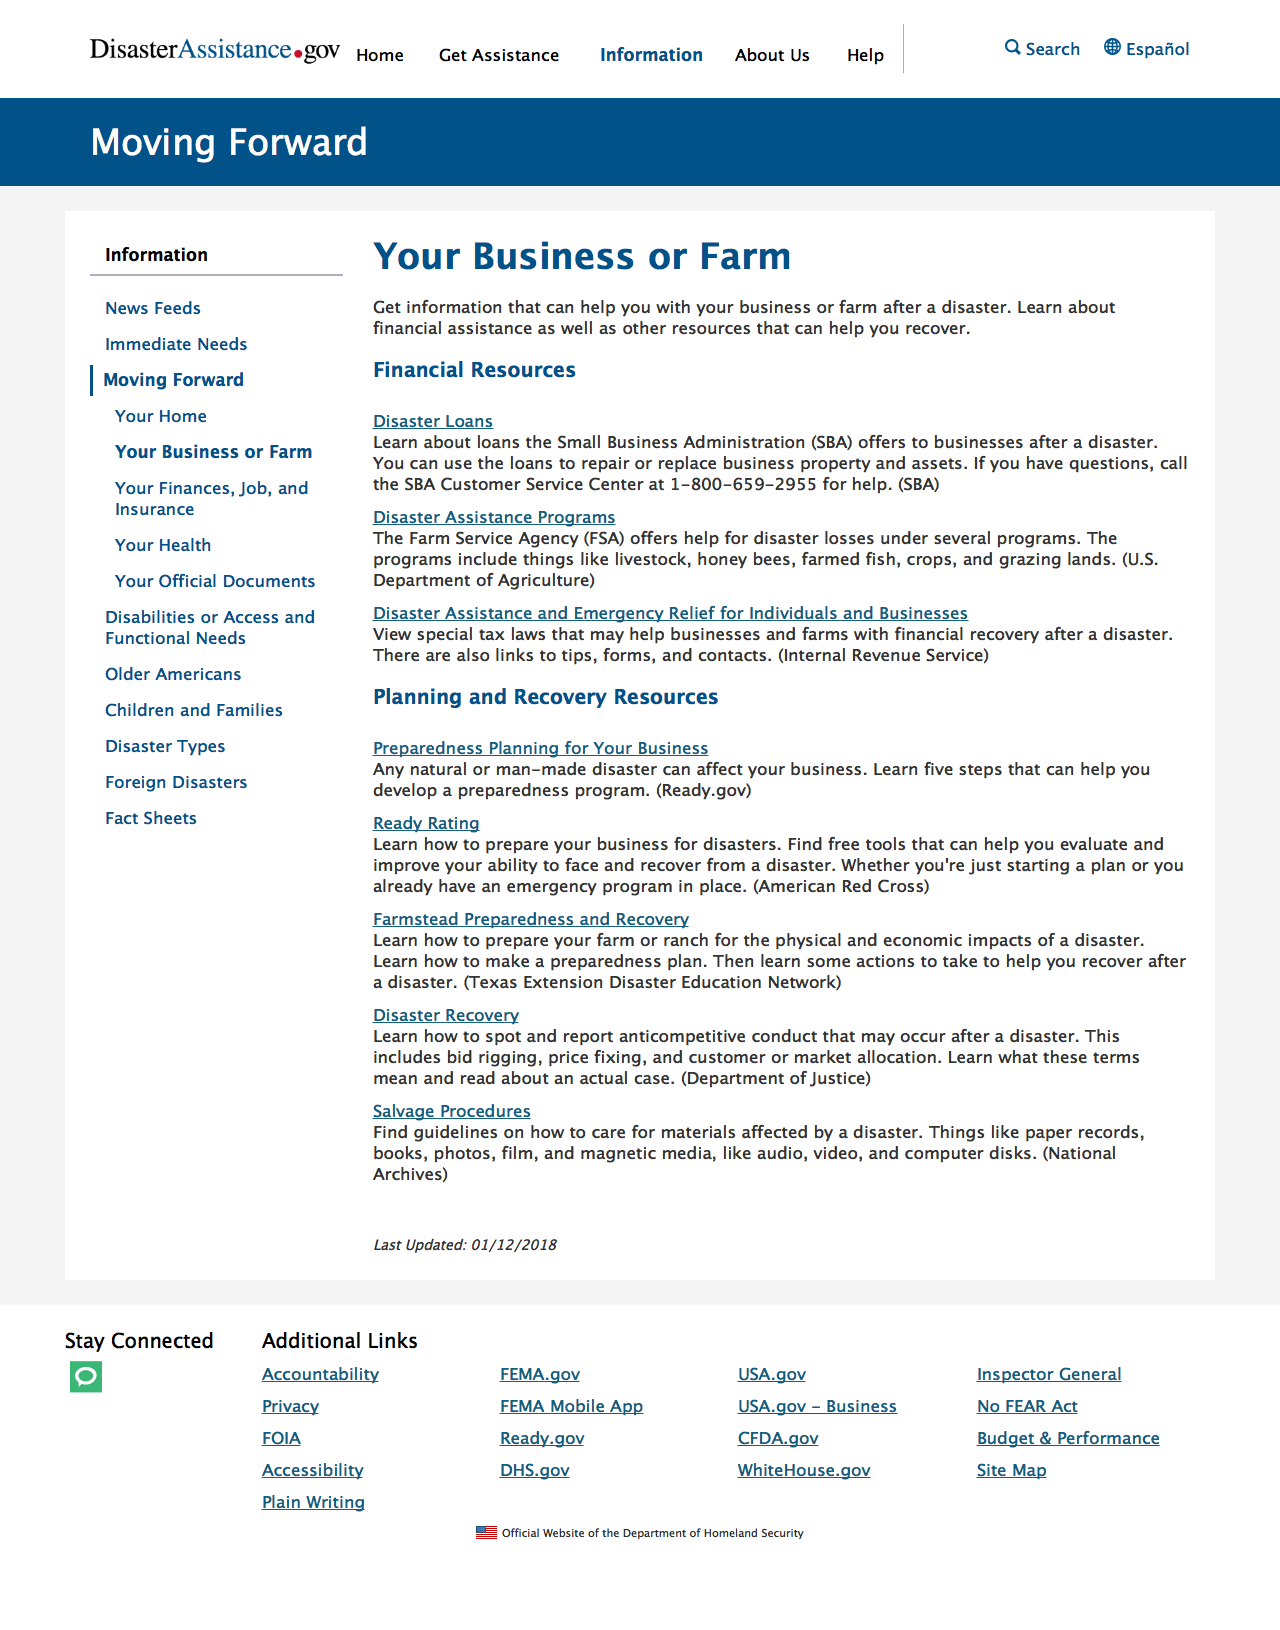 DisasterAssistance.gov
Home
Get Assistance
Information
About Us
Help
Search
Español
Moving Forward
Information
News Feeds
Immediate Needs
Moving Forward
Your Home
Your Business or Farm
Your Finances, Job, and
Insurance
Your Health
Your Official Documents
Disabilities or Access and
Functional Needs
Older Americans
Children and Families
Disaster Types
Foreign Disasters
Fact Sheets
Your Business or Farm
Get information that can help you with your business or farm after a disaster. Learn about
financial assistance as well as other resources that can help you recover.
Financial Resources
Disaster Loans
Learn about loans the Small Business Administration (SBA) offers to businesses after a disaster.
You can use the loans to repair or replace business property and assets. If you have questions, call
the SBA Customer Service Center at 1-800-659-2955 for help. (SBA)
Disaster Assistance Programs
The Farm Service Agency (FSA) offers help for disaster losses under several programs. The
programs include things like livestock, honey bees, farmed fish, crops, and grazing lands. (U.S.
Department of Agriculture)
Disaster Assistance and Emergency Relief for Individuals and Businesses
View special tax laws that may help businesses and farms with financial recovery after a disaster.
There are also links to tips, forms, and contacts. (Internal Revenue Service)
Planning and Recovery Resources
Preparedness Planning for Your Business
Any natural or man-made disaster can affect your business. Learn five steps that can help you
develop a preparedness program. (Ready.gov)
Ready Rating
Learn how to prepare your business for disasters. Find free tools that can help you evaluate and
improve your ability to face and recover from a disaster. Whether you're just starting a plan or you
already have an emergency program in place. (American Red Cross)
Farmstead Preparedness and Recovery
Learn how to prepare your farm or ranch for the physical and economic impacts of a disaster.
Learn how to make a preparedness plan. Then learn some actions to take to help you recover after
a disaster. (Texas Extension Disaster Education Network)
Disaster Recovery
Learn how to spot and report anticompetitive conduct that may occur after a disaster. This
includes bid rigging, price fixing, and customer or market allocation. Learn what these terms
mean and read about an actual case. (Department of Justice)
Salvage Procedures
Find guidelines on how to care for materials affected by a disaster. Things like paper records,
books, photos, film, and magnetic media, like audio, video, and computer disks. (National
Archives)
Last Updated: 01/12/2018
Stay Connected
Additional Links
Accountability
Privacy
FOIA
Accessibility
Plain Writing
FEMA.gov
FEMA Mobile App
Ready.gov
DHS.gov
USA.gov
USA.gov - Business
CFDA.gov
WhiteHouse.gov
Inspector General
No FEAR Act
Budget & Performance
Site Map
Official Website of the Department of Homeland Security